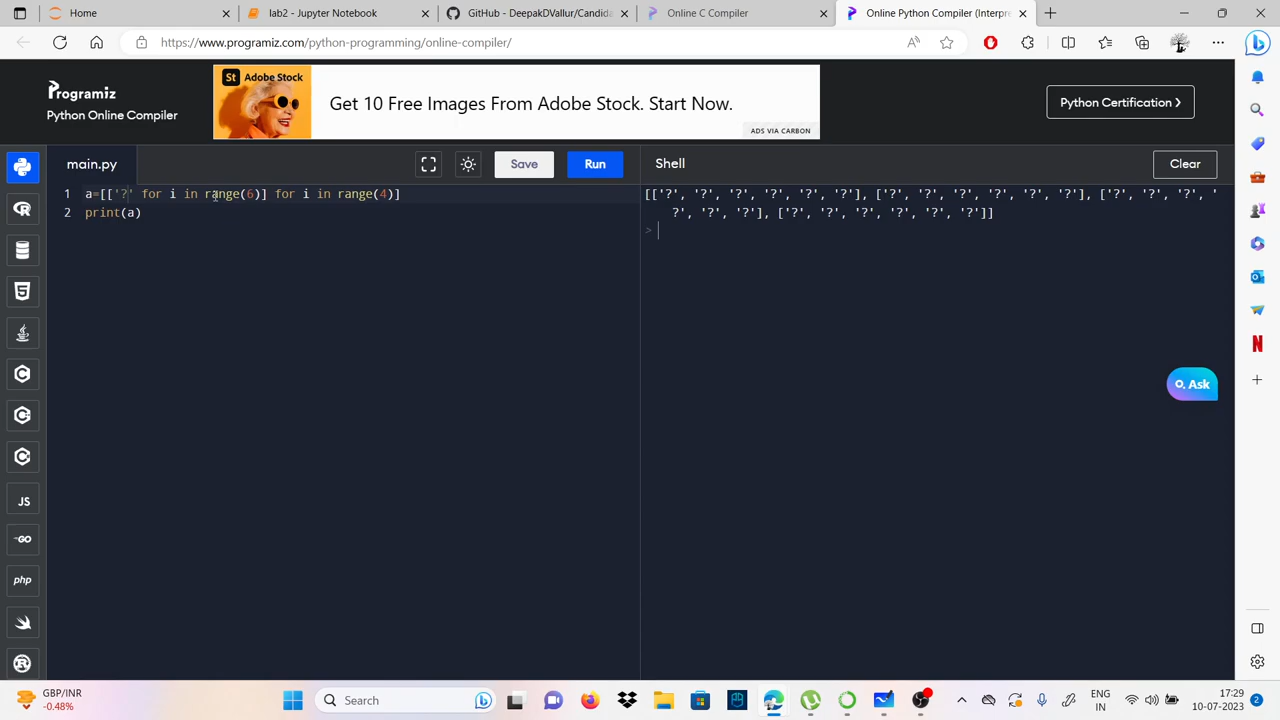 Home
lab2 - Jupyter Notebook
GitHub - DeepakDVallur/Candida
Online C Compiler
Online Python Compiler (Interpre
https://www.programiz.com/python-programming/online-compiler/
Programiz
Python Online Compiler
St Adobe Stock
Get 10 Free Images From Adobe Stock. Start Now.
ADS VIA CARBON
Python Certification >
main.py
Save
Run
Shell
Clear
1 a=[['?' for i in range(6)] for i in range(4)]
2 print(a)
[['?', '?', '?', '?', '?', '?'], ['?', '?', '?', '?', '?', '?'], ['?', '?', '?', '
?', '?', '?'], ['?', '?', '?', '?', '?', '?']]
>
Ask
JS
GO
php
N
GBP/INR
-0.48%
Search
ENG
IN
17:29
10-07-2023
2